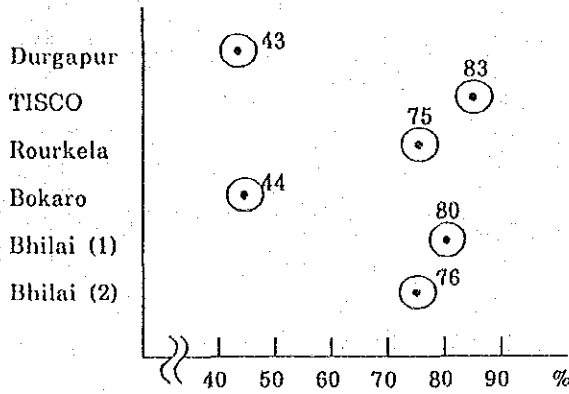 Durgapur 43
TISCO 83
Rourkela 75
Bokaro 44
Bhilai (1) 80
Bhilai (2) 76
40 50 60 70 80 90 %